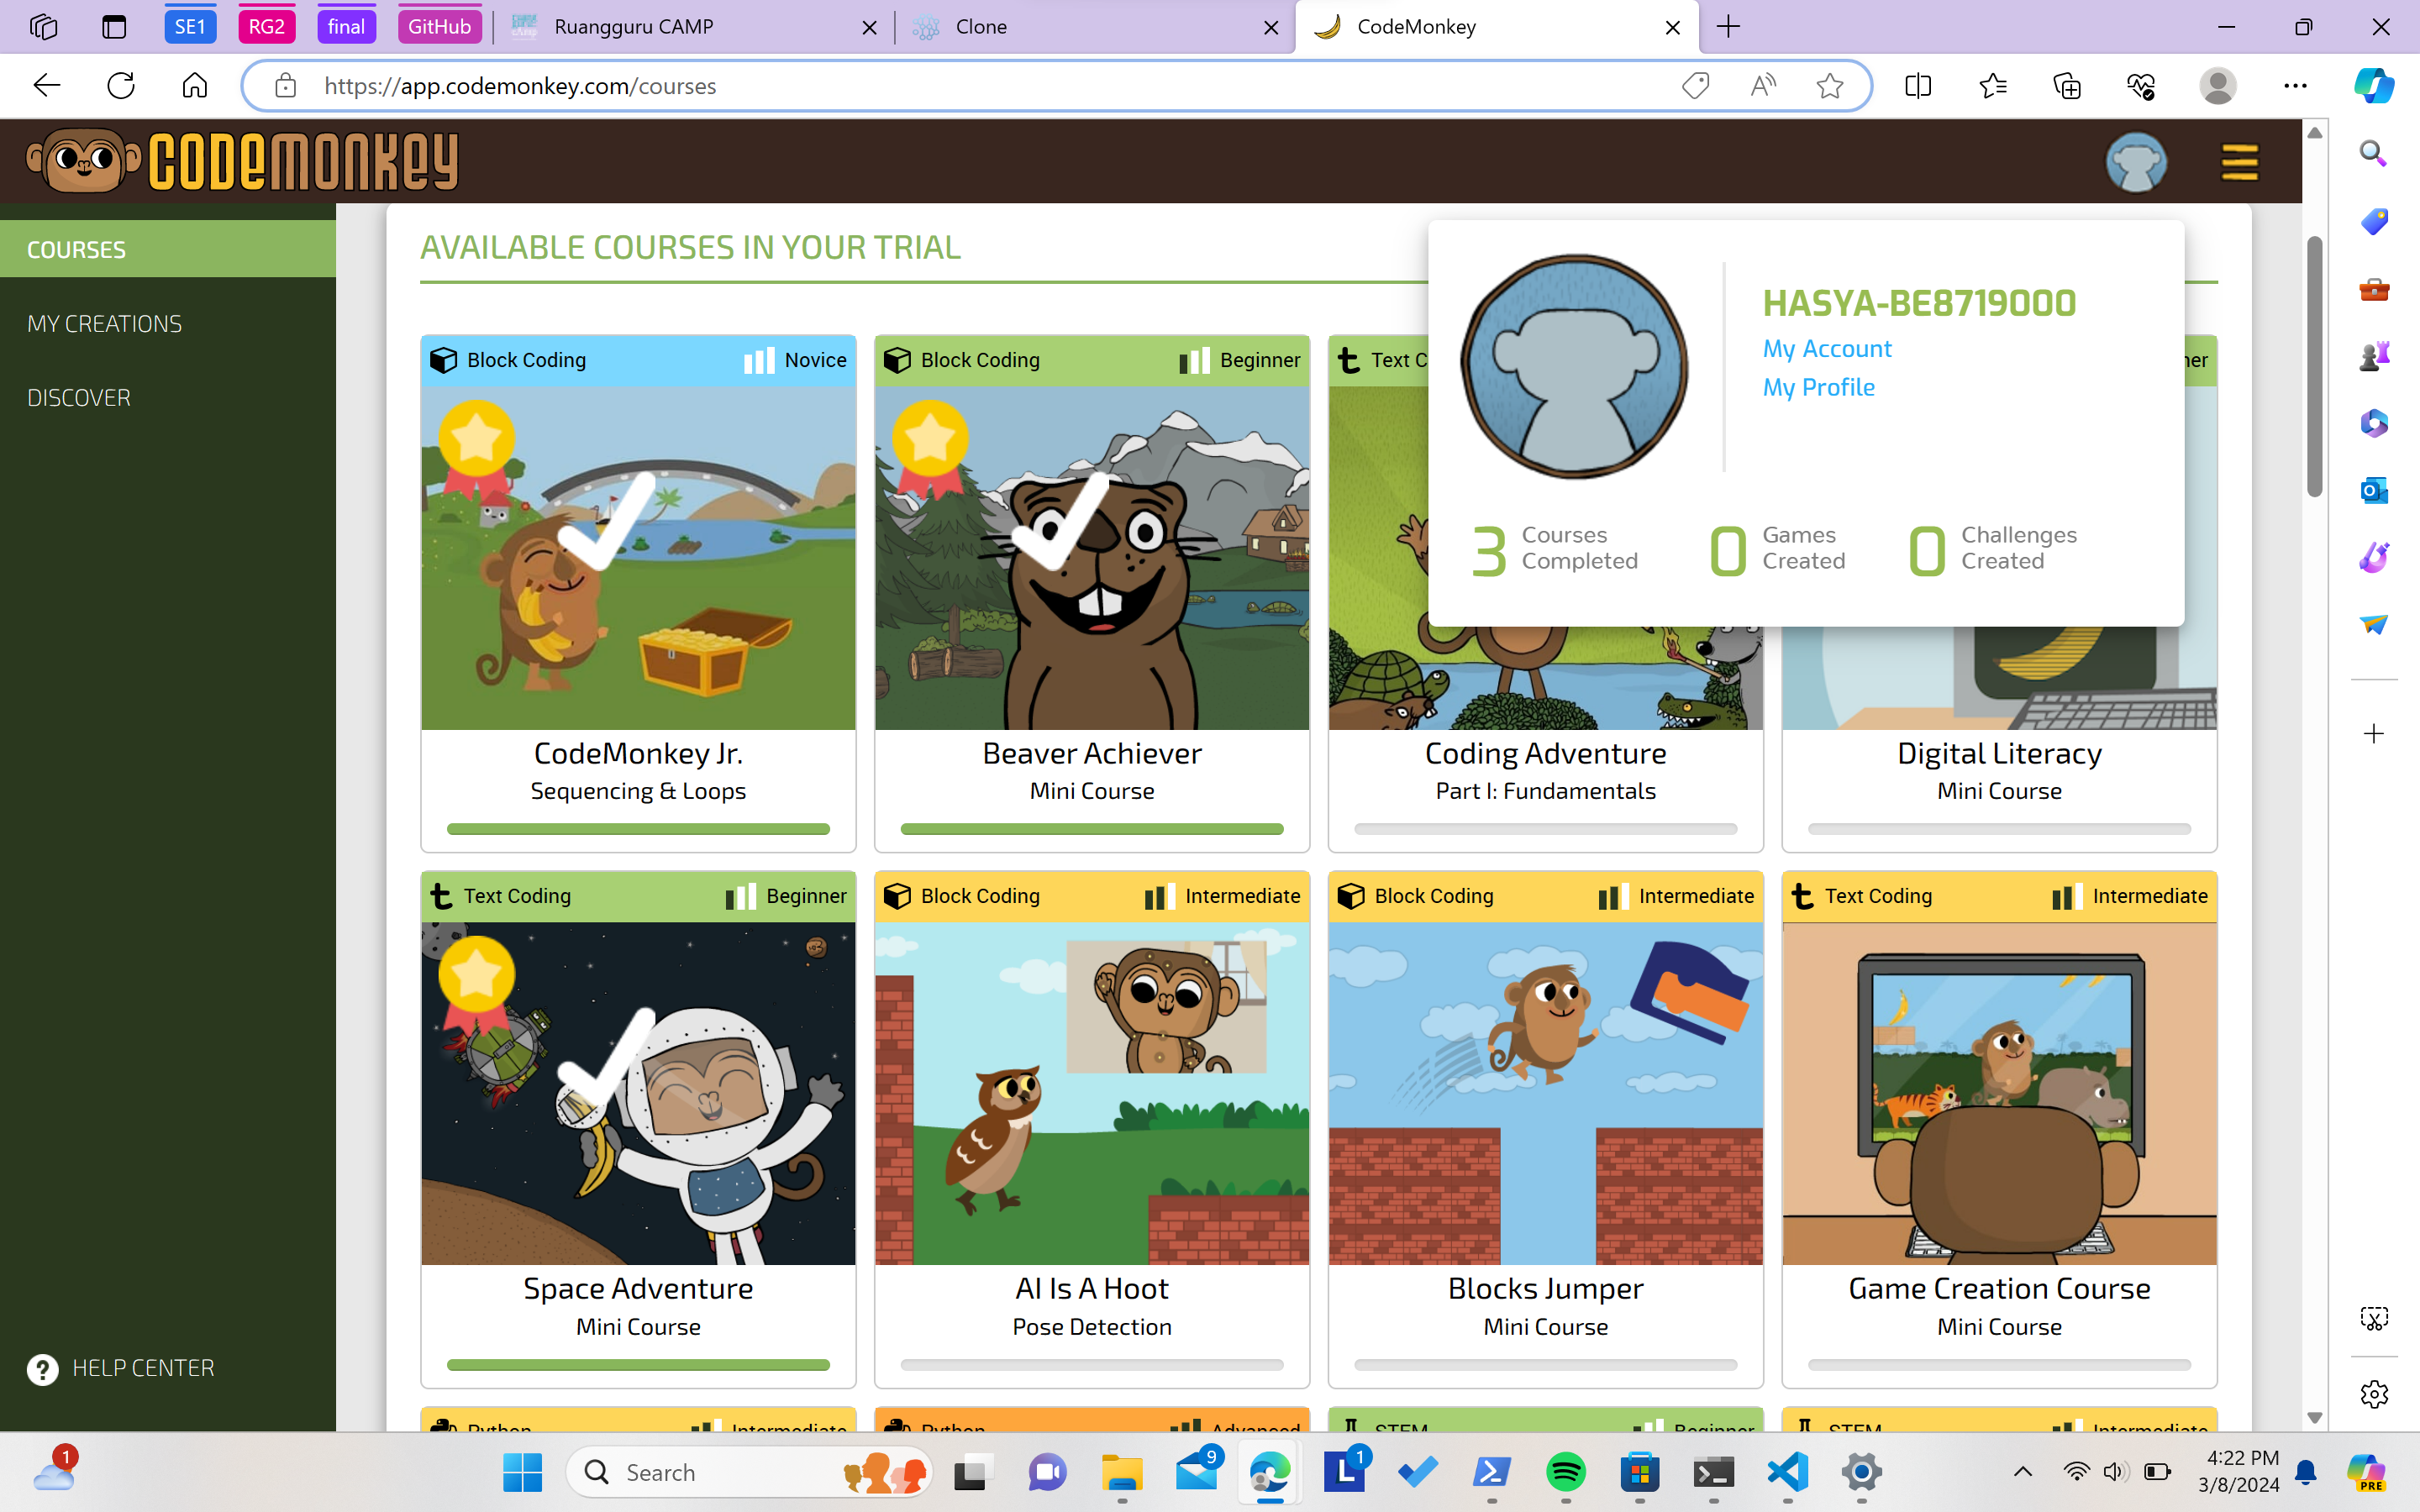 SE1
RG2
final
GitHub
Ruangguru CAMP
Clone
CodeMonkey
https://app.codemonkey.com/courses
CODEMONKEY
COURSES
MY CREATIONS
DISCOVER
HELP CENTER
AVAILABLE COURSES IN YOUR TRIAL
HASYA-BE8719000
My Account
My Profile
3 Courses Completed
0 Games Created
0 Challenges Created
Block Coding Novice
CodeMonkey Jr.
Sequencing & Loops
Block Coding Beginner
Beaver Achiever
Mini Course
Coding Adventure
Part I: Fundamentals
Digital Literacy
Mini Course
Text Coding Beginner
Space Adventure
Mini Course
Block Coding Intermediate
AI Is A Hoot
Pose Detection
Block Coding Intermediate
Blocks Jumper
Mini Course
Text Coding Intermediate
Game Creation Course
Mini Course
Python Intermediate
Python Advanced
STEM Beginner
STEM Intermediate
1
Search
9
1
4:22 PM
3/8/2024
PRE